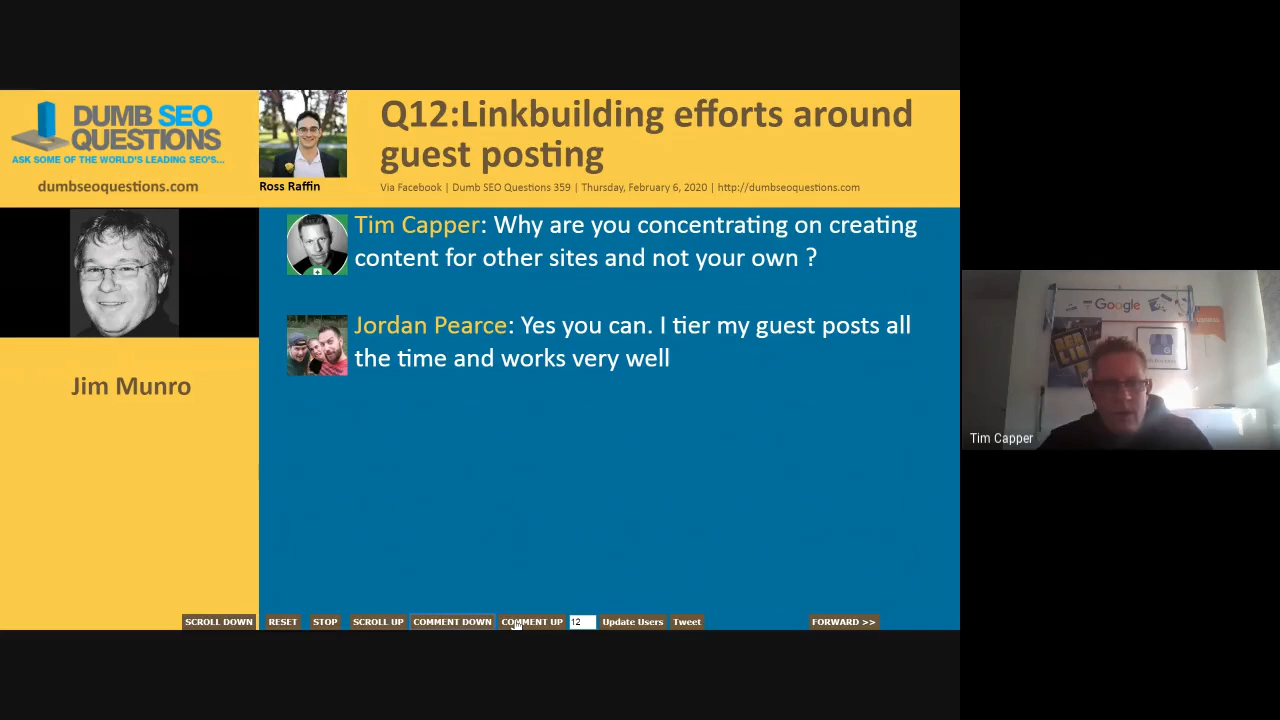 DUMB SEO
QUESTIONS
ASK SOME OF THE WORLD'S LEADING SEO'S...
dumbseoquestions.com
Ross Raffin
Q12:Linkbuilding efforts around
guest posting
Via Facebook | Dumb SEO Questions 359 | Thursday, February 6, 2020 | http://dumbseoquestions.com
Jim Munro
Tim Capper: Why are you concentrating on creating
content for other sites and not your own ?
Jordan Pearce: Yes you can. I tier my guest posts all
the time and works very well
Google
Tim Capper
SCROLL DOWN
RESET
STOP
SCROLL UP
COMMENT DOWN
COMMENT UP
12
Update Users
Tweet
FORWARD >>